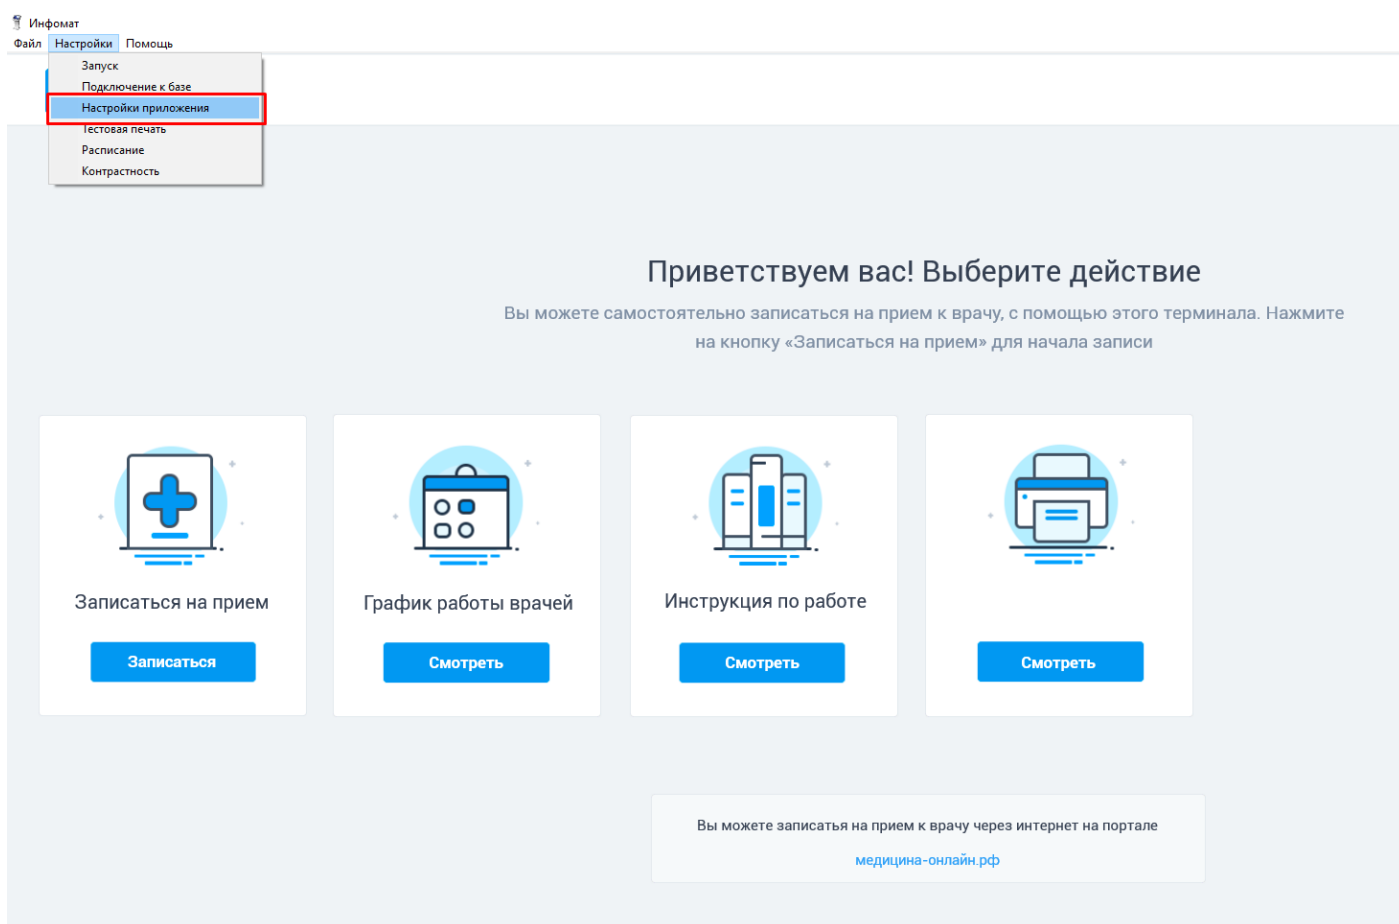 Инфомат
Файл Настройки Помощь
Запуск
Подключение к базе
Настройки приложения
Тестовая печать
Расписание
Контрастность
Приветствуем вас! Выберите действие
Вы можете самостоятельно записаться на прием к врачу, с помощью этого терминала. Нажмите
на кнопку «Записаться на прием» для начала записи
Записаться на прием
График работы врачей
Инструкция по работе
Записаться
Смотреть
Смотреть
Смотреть
Вы можете записатья на прием к врачу через интернет на портале
медицина-онлайн.рф